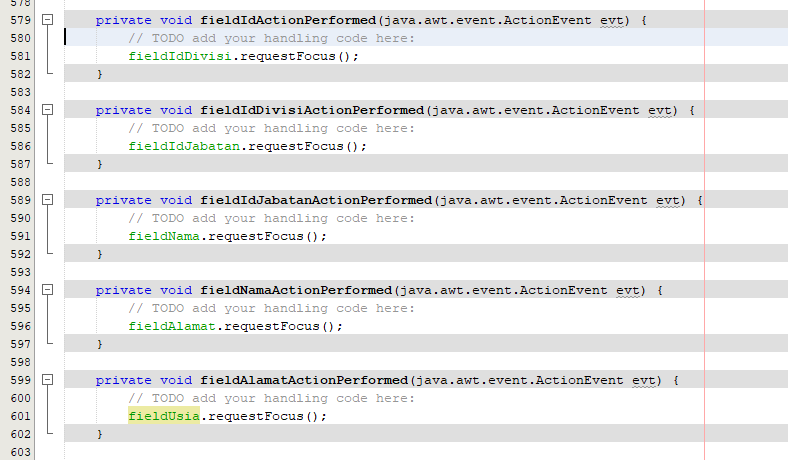 578
579 private void fieldIdActionPerformed(java.awt.event.ActionEvent evt) {
580 // TODO add your handling code here:
581 fieldIdDivisi.requestFocus();
582 }
583
584 private void fieldIdDivisiActionPerformed(java.awt.event.ActionEvent evt) {
585 // TODO add your handling code here:
586 fieldIdJabatan.requestFocus();
587 }
588
589 private void fieldIdJabatanActionPerformed(java.awt.event.ActionEvent evt) {
590 // TODO add your handling code here:
591 fieldNama.requestFocus();
592 }
593
594 private void fieldNamaActionPerformed(java.awt.event.ActionEvent evt) {
595 // TODO add your handling code here:
596 fieldAlamat.requestFocus();
597 }
598
599 private void fieldAlamatActionPerformed(java.awt.event.ActionEvent evt) {
600 // TODO add your handling code here:
601 fieldUsia.requestFocus();
602 }
603